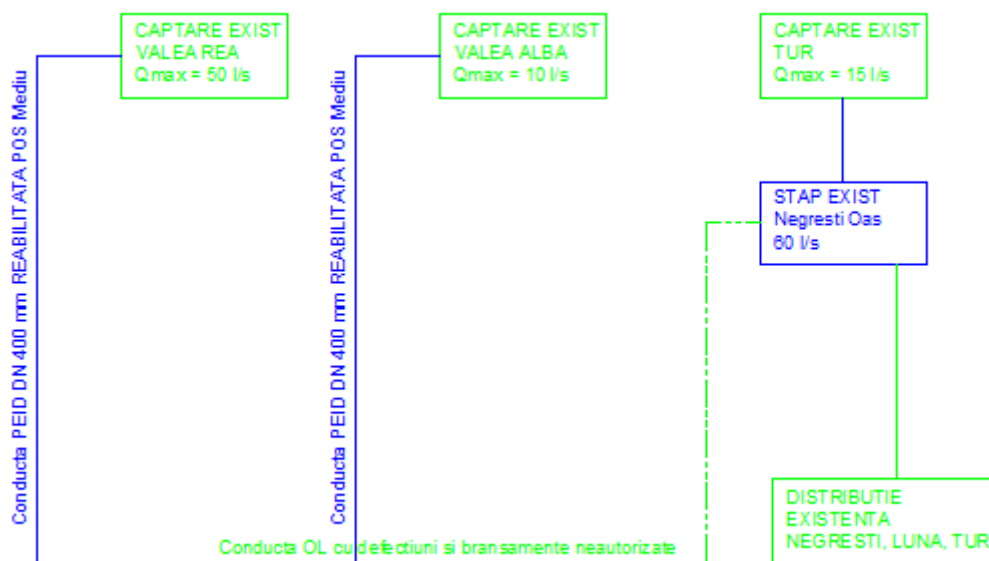 CAPTARE EXIST
VALEA REA
Qmax = 50 l/s
CAPTARE EXIST
VALEA ALBA
Qmax = 10 l/s
CAPTARE EXIST
TUR
Qmax = 15 l/s
Conducta PEID DN 400 mm REABILITATA POS Mediu
Conducta PEID DN 400 mm REABILITATA POS Mediu
STAP EXIST
Negresti Oas
60 l/s
DISTRIBUTIE
EXISTENTA
NEGRESTI, LUNA, TUR
Conducta OL cu defectiuni si bransamente neautorizate